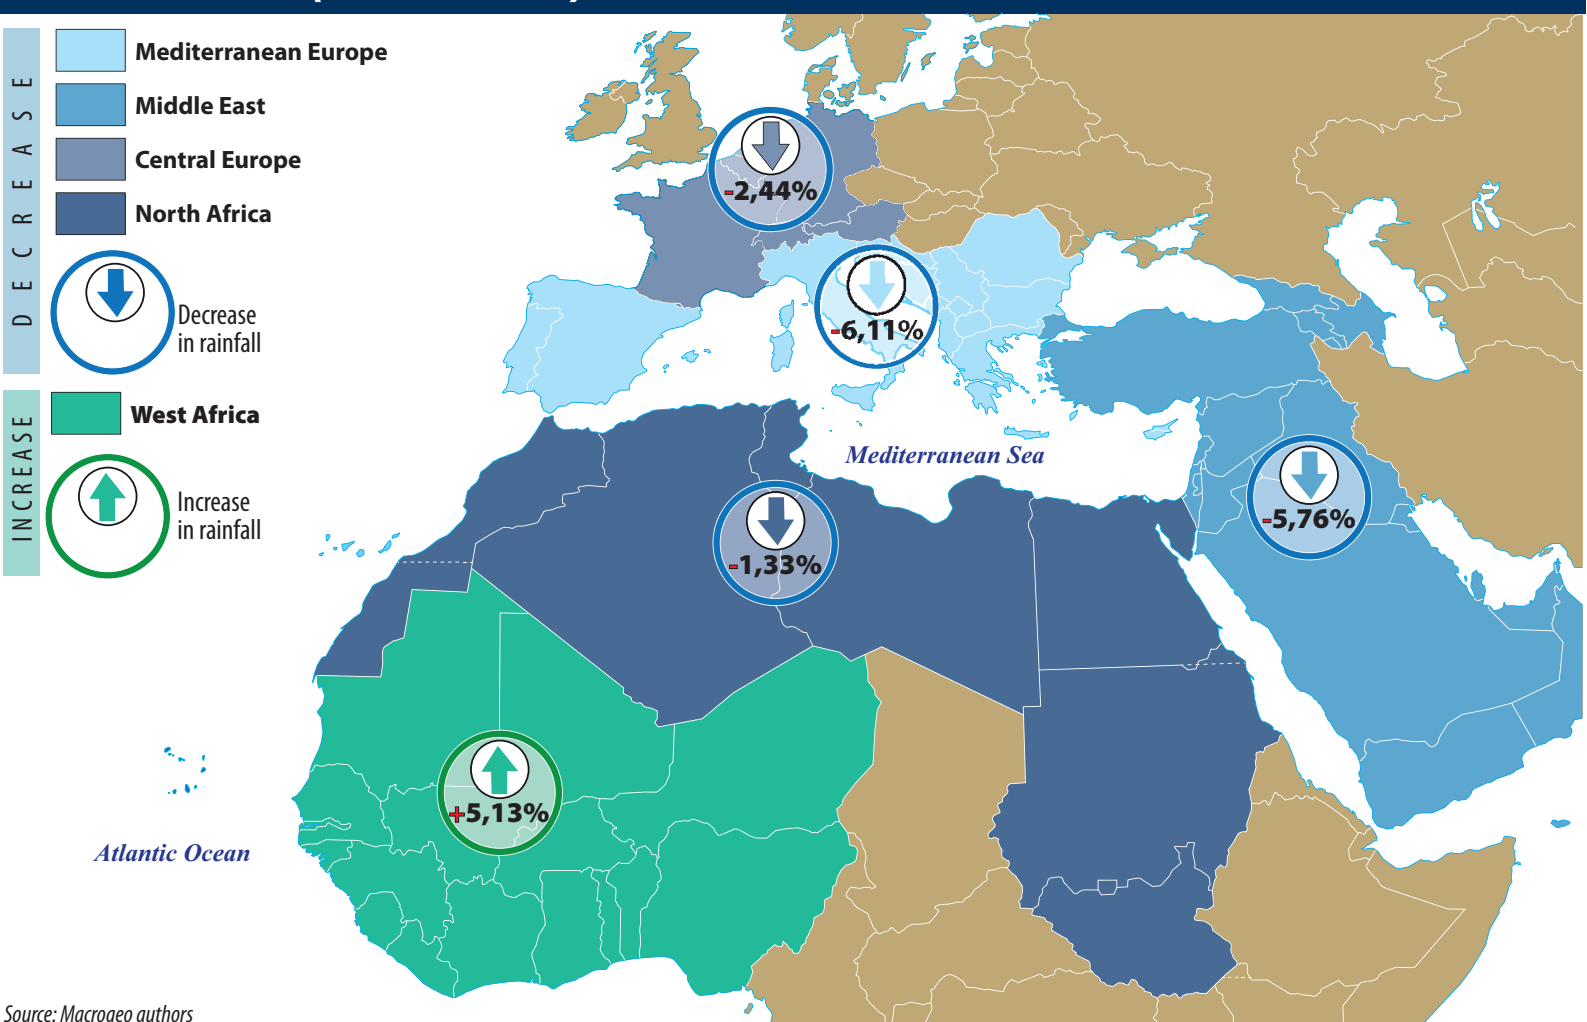 DECREASE
Mediterranean Europe
Middle East
Central Europe
North Africa
Decrease
in rainfall
INCREASE
West Africa
Increase
in rainfall
-2,44%
-6,11%
Mediterranean Sea
-5,76%
-1,33%
+5,13%
Atlantic Ocean
Source: Macrogeo authors